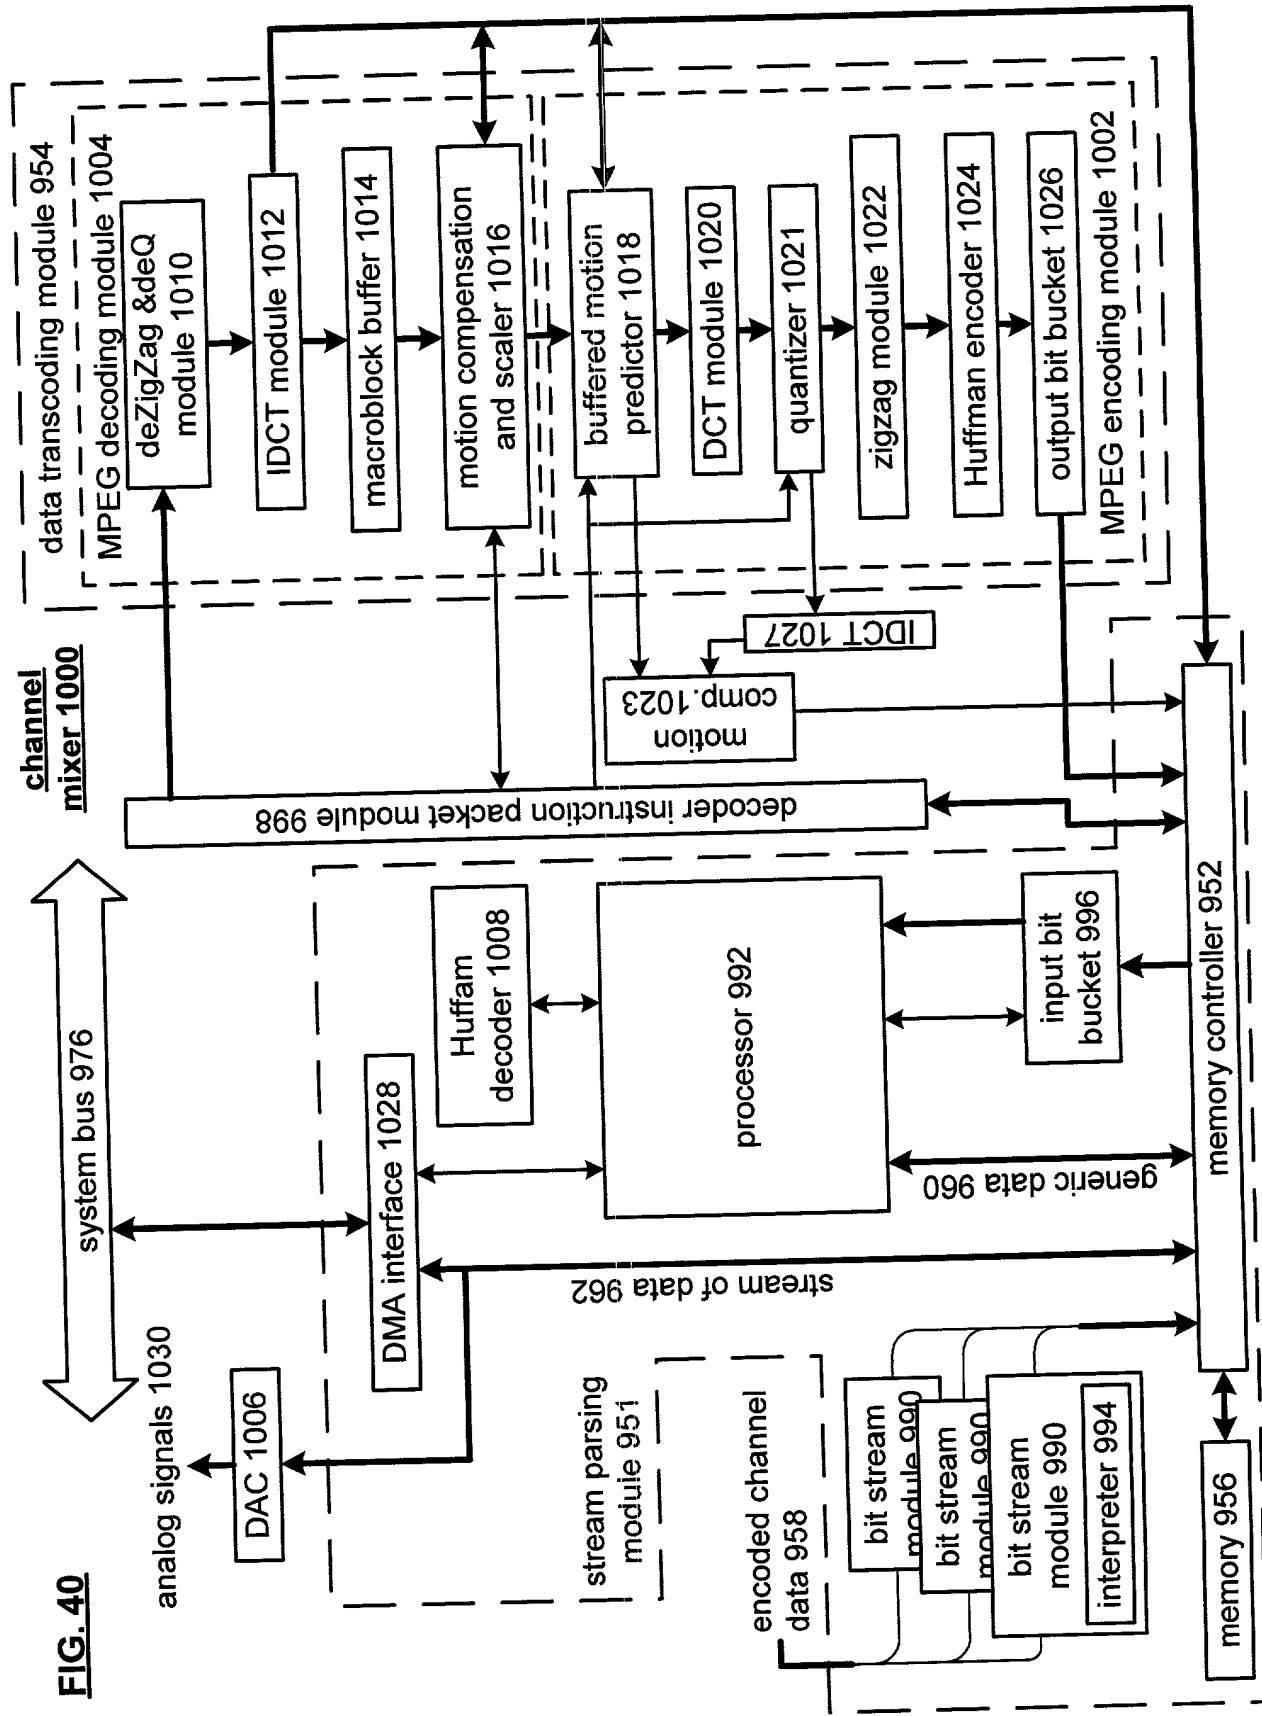 FIG. 40
channel
mixer 1000
system bus 976
analog signals 1030
DAC 1006
DMA interface 1028
Huffam
decoder 1008
stream parsing
module 951
stream of data 962
processor 992
generic data 960
input bit
bucket 996
encoded channel
data 958
bit stream
module 990
bit stream
module 990
bit stream
module 990
interpreter 994
memory 956
memory controller 952
decoder instruction packet module 998
motion
comp.1023
IDCT 1027
data transcoding module 954
MPEG decoding module 1004
deZigZag &deQ
module 1010
IDCT module 1012
macroblock buffer 1014
motion compensation
and scaler 1016
buffered motion
predictor 1018
DCT module 1020
quantizer 1021
zigzag module 1022
Huffman encoder 1024
output bit bucket 1026
MPEG encoding module 1002